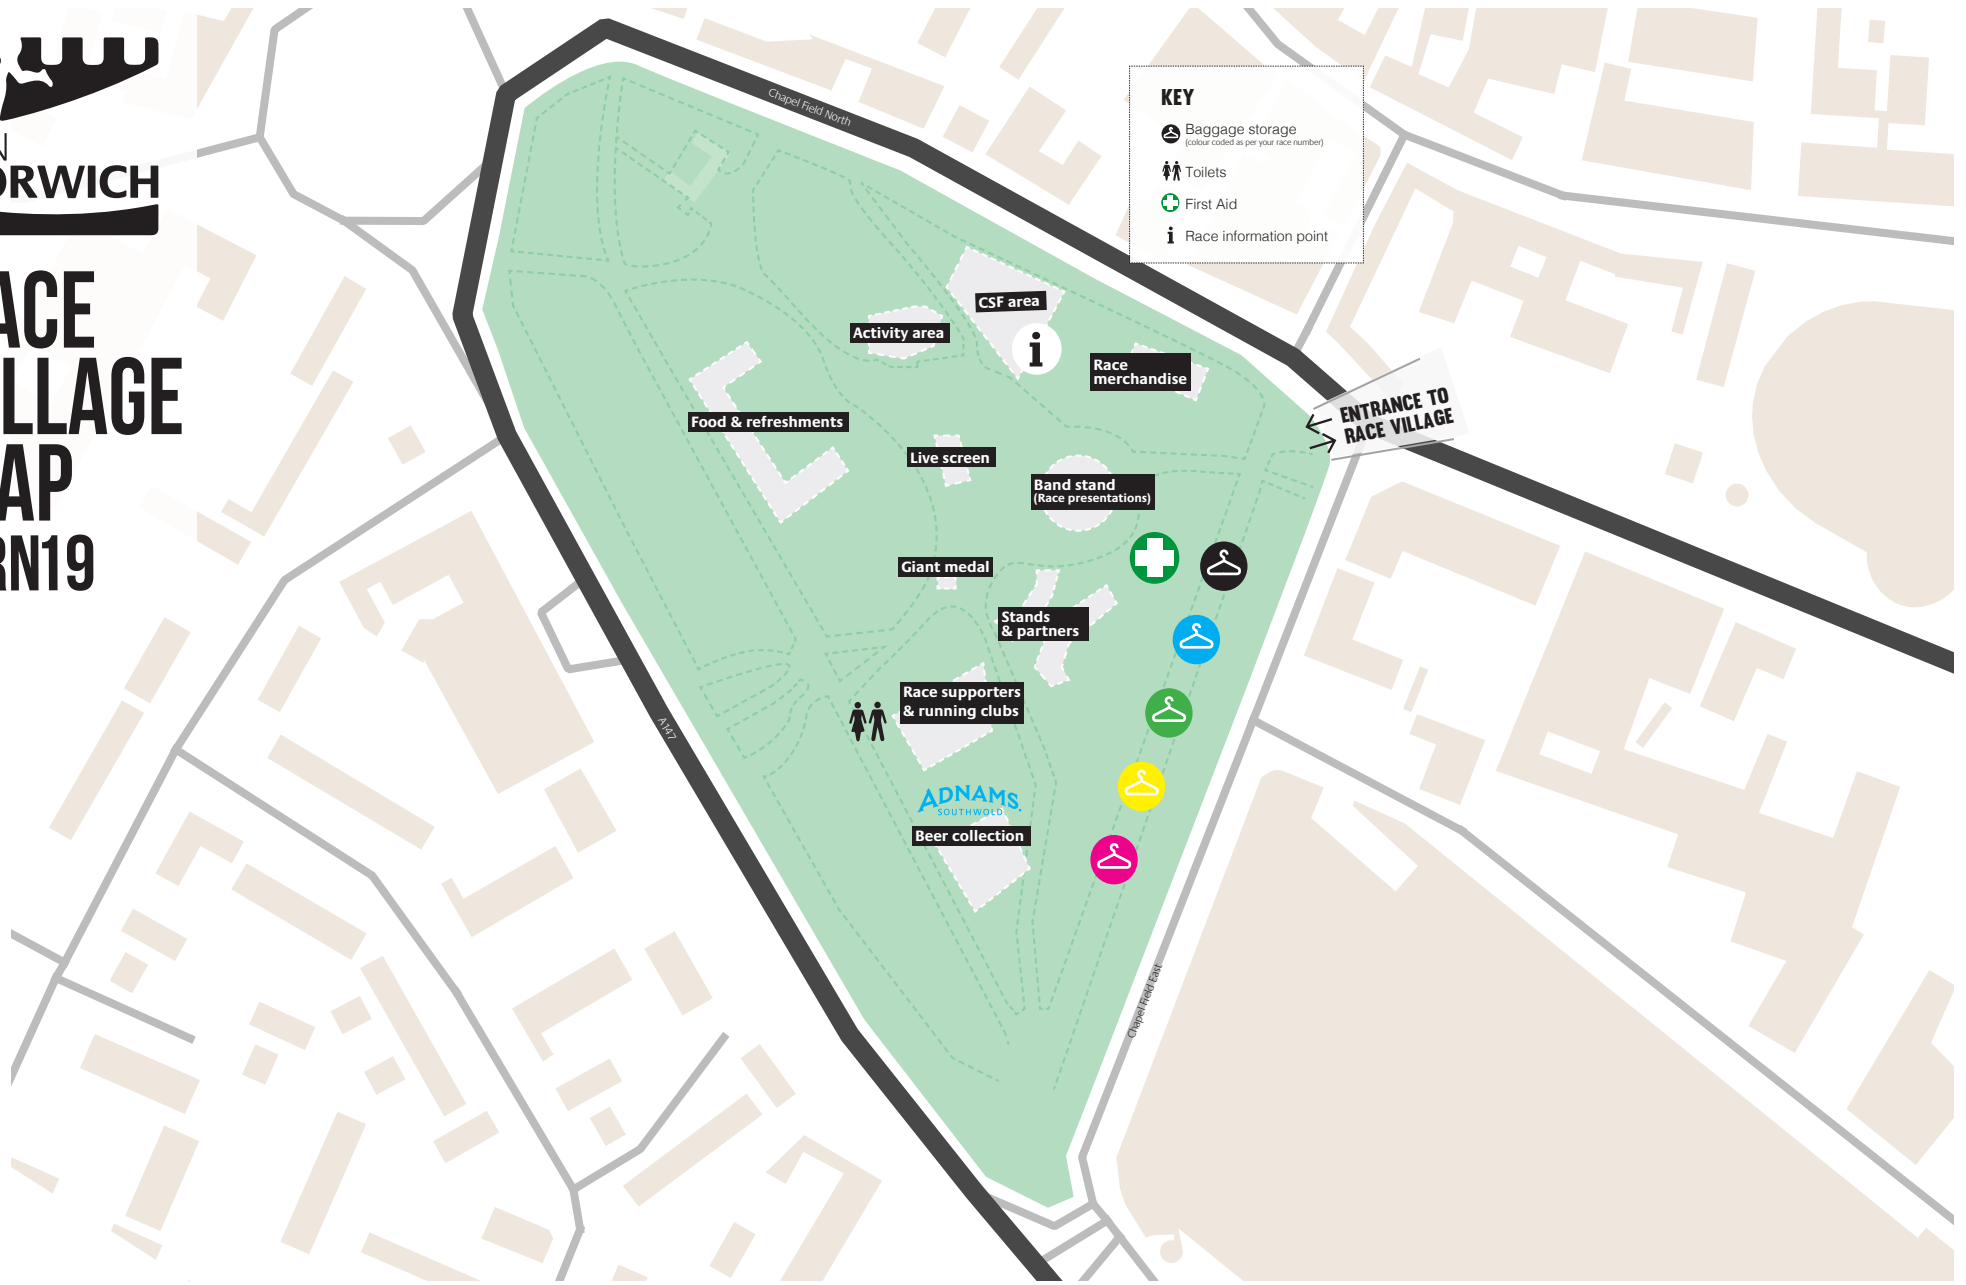 N
ORWICH
ACE
ILLAGE
AP
RN19
Chapel Field North
KEY
Baggage storage
(colour coded as per your race number)
Toilets
First Aid
Race information point
CSF area
Activity area
i
Race
merchandise
ENTRANCE TO
RACE VILLAGE
Food & refreshments
Live screen
Band stand
(Race presentations)
Giant medal
Stands
& partners
Race supporters
& running clubs
A147
ADNAMS
SOUTHWOLD
Beer collection
Chapel Field East